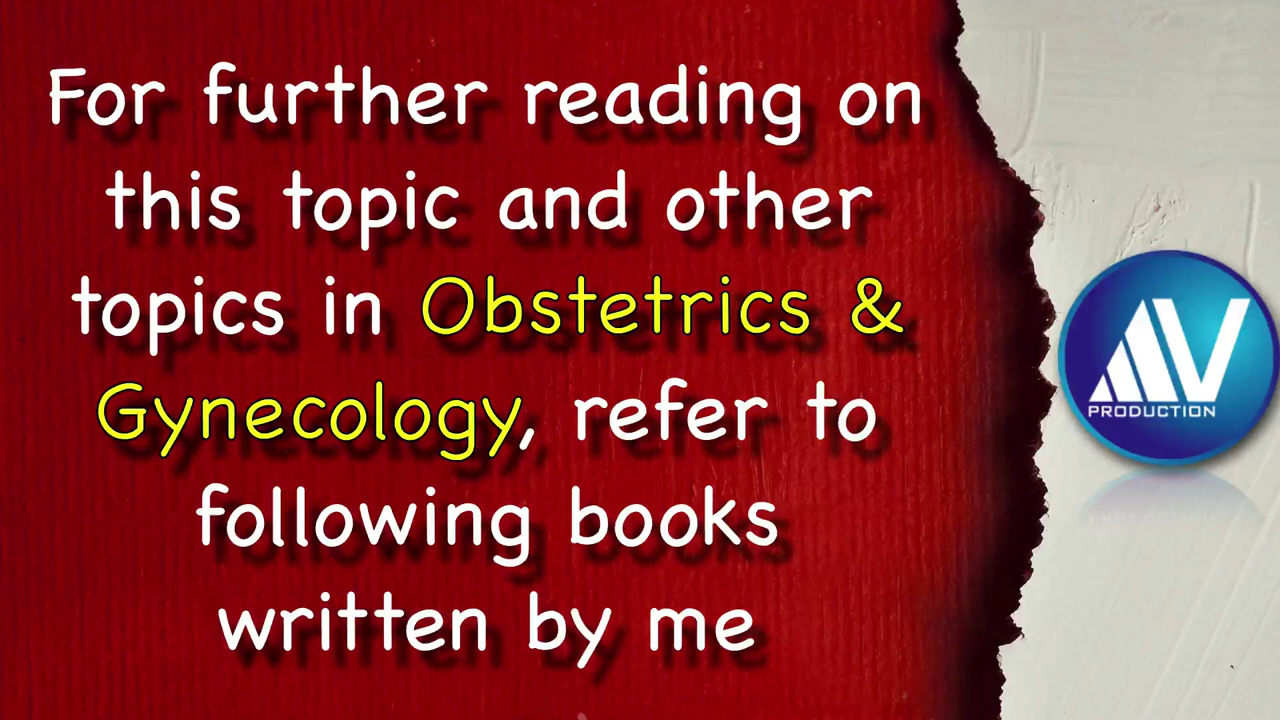 For further reading on
this topic and other
topics in Obstetrics &
Gynecology, refer to
following books
written by me
AV
PRODUCTION